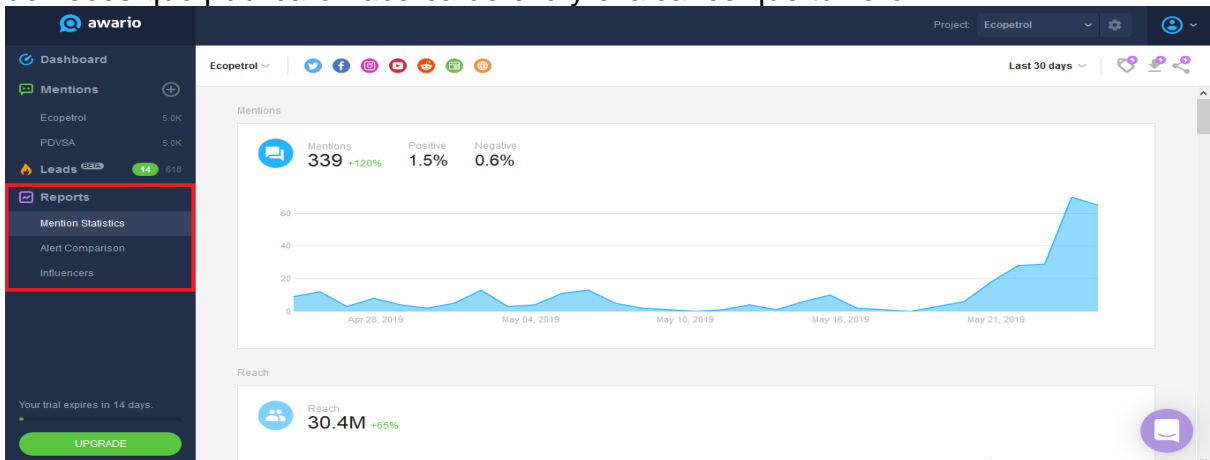 awario
Project: Ecopetrol
Dashboard
Ecopetrol
Last 30 days
Mentions
Ecopetrol 5.0K
PDVSA 5.0K
Leads BETA 14 618
Reports
Mention Statistics
Alert Comparison
Influencers
Your trial expires in 14 days.
UPGRADE
Mentions
Mentions
339 +120%
Positive
1.5%
Negative
0.6%
60
40
20
0
Apr 28, 2019 May 04, 2019 May 10, 2019 May 16, 2019 May 21, 2019
Reach
Reach
30.4M +65%